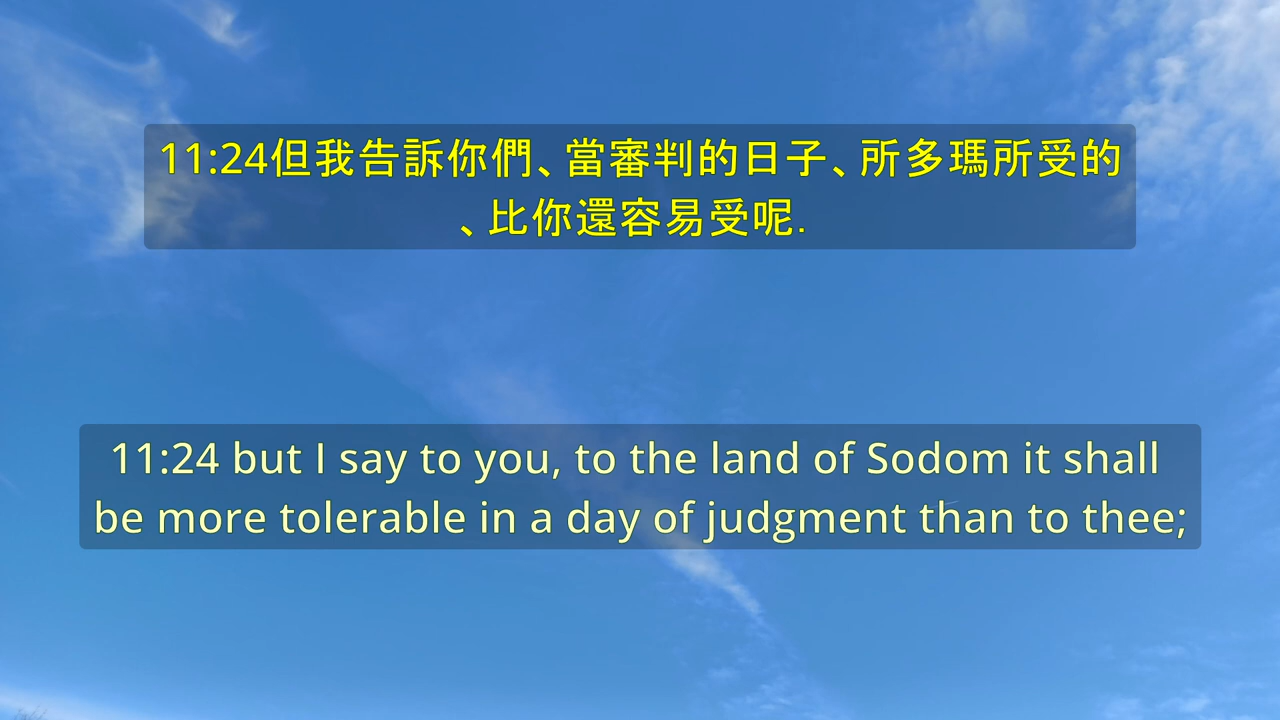 11:24但我告訴你們、當審判的日子、所多瑪所受的
、比你還容易受呢.
11:24 but I say to you, to the land of Sodom it shall
be more tolerable in a day of judgment than to thee;